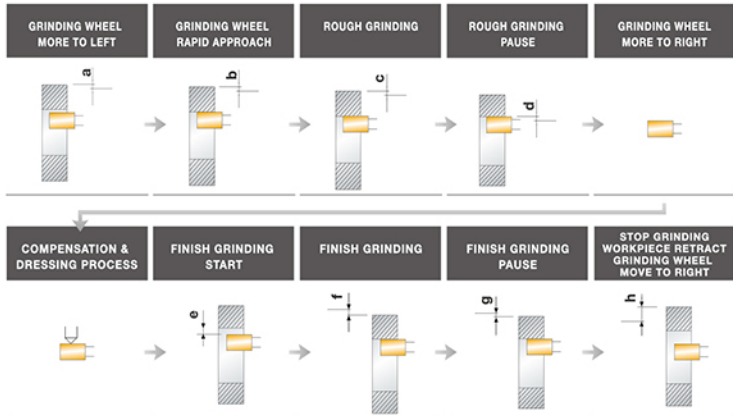 GRINDING WHEEL
MORE TO LEFT
GRINDING WHEEL
RAPID APPROACH
ROUGH GRINDING
ROUGH GRINDING
PAUSE
GRINDING WHEEL
MORE TO RIGHT
a
b
c
d
COMPENSATION &
DRESSING PROCESS
FINISH GRINDING
START
FINISH GRINDING
FINISH GRINDING
PAUSE
STOP GRINDING
WORKPIECE RETRACT
GRINDING WHEEL
MOVE TO RIGHT
e
f
g
h